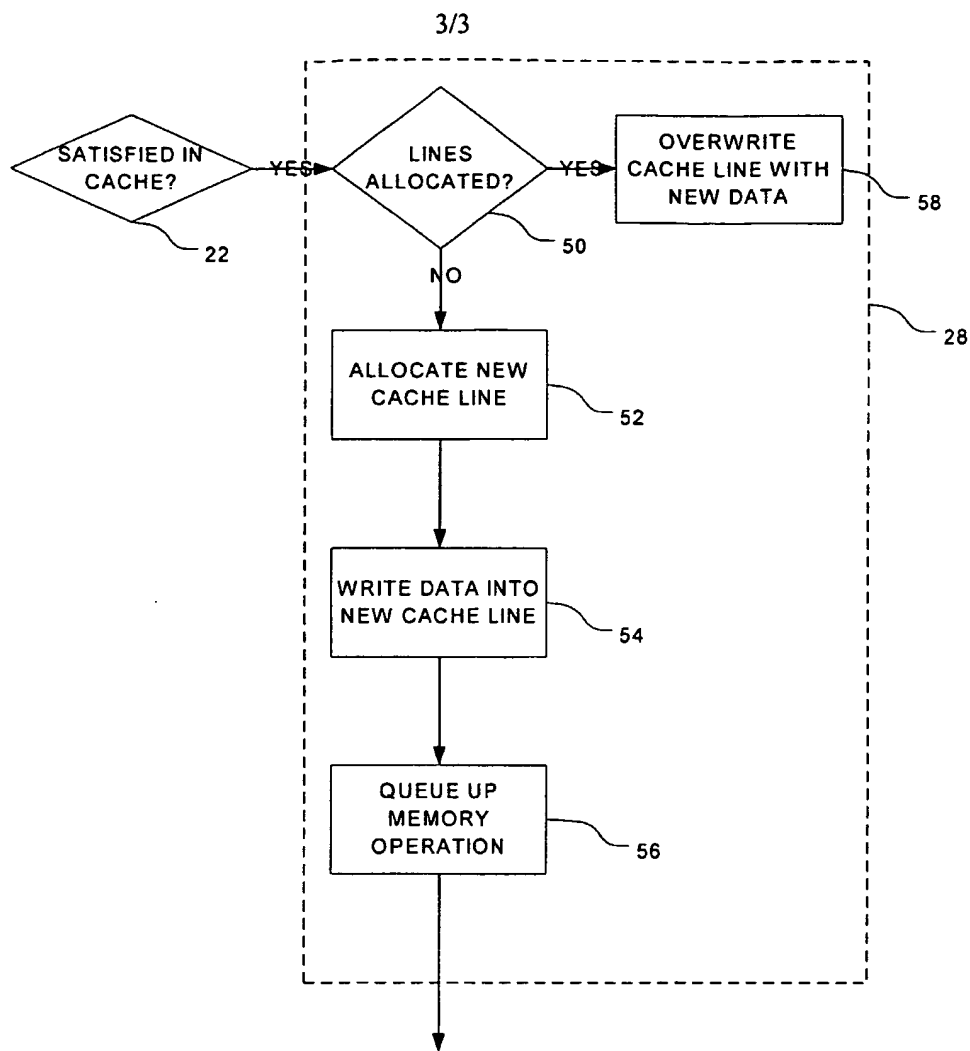 3/3
SATISFIED IN
CACHE?
22
YES
LINES
ALLOCATED?
50
YES
OVERWRITE
CACHE LINE WITH
NEW DATA
58
NO
28
ALLOCATE NEW
CACHE LINE
52
WRITE DATA INTO
NEW CACHE LINE
54
QUEUE UP
MEMORY
OPERATION
56